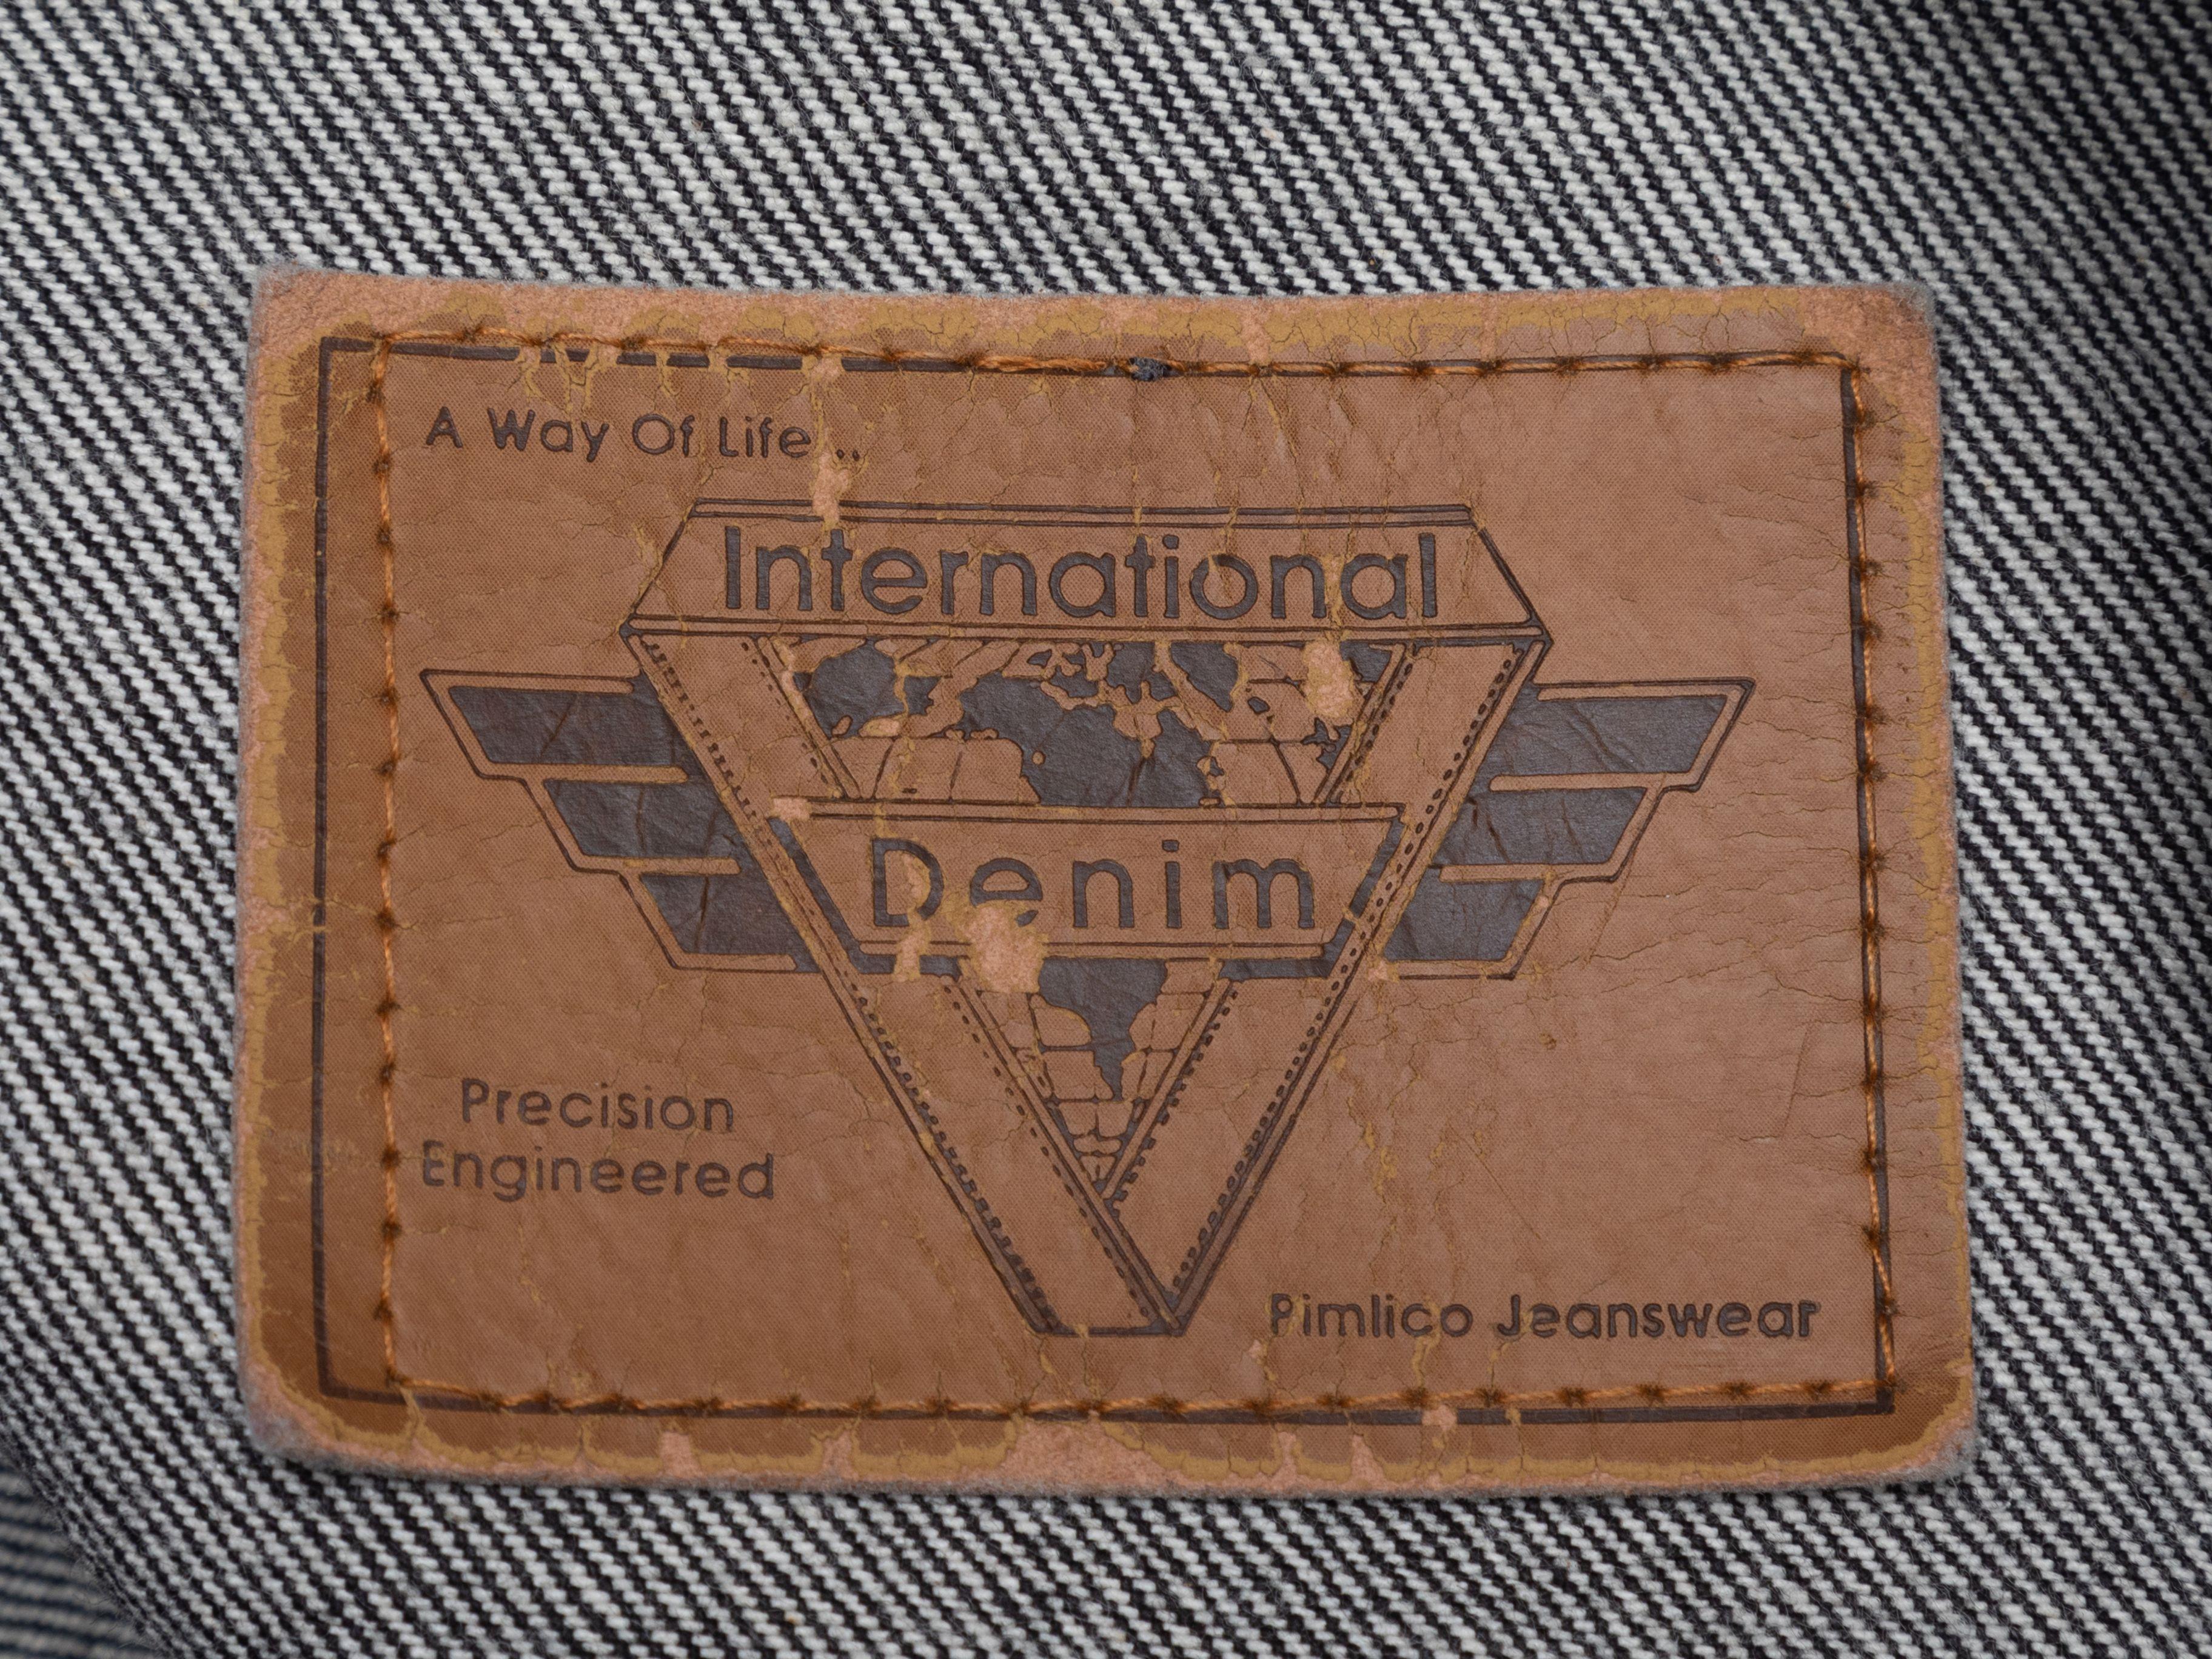 A Way Of Life ...
International
Denim
Precision
Engineered
Pimlico Jeanswear